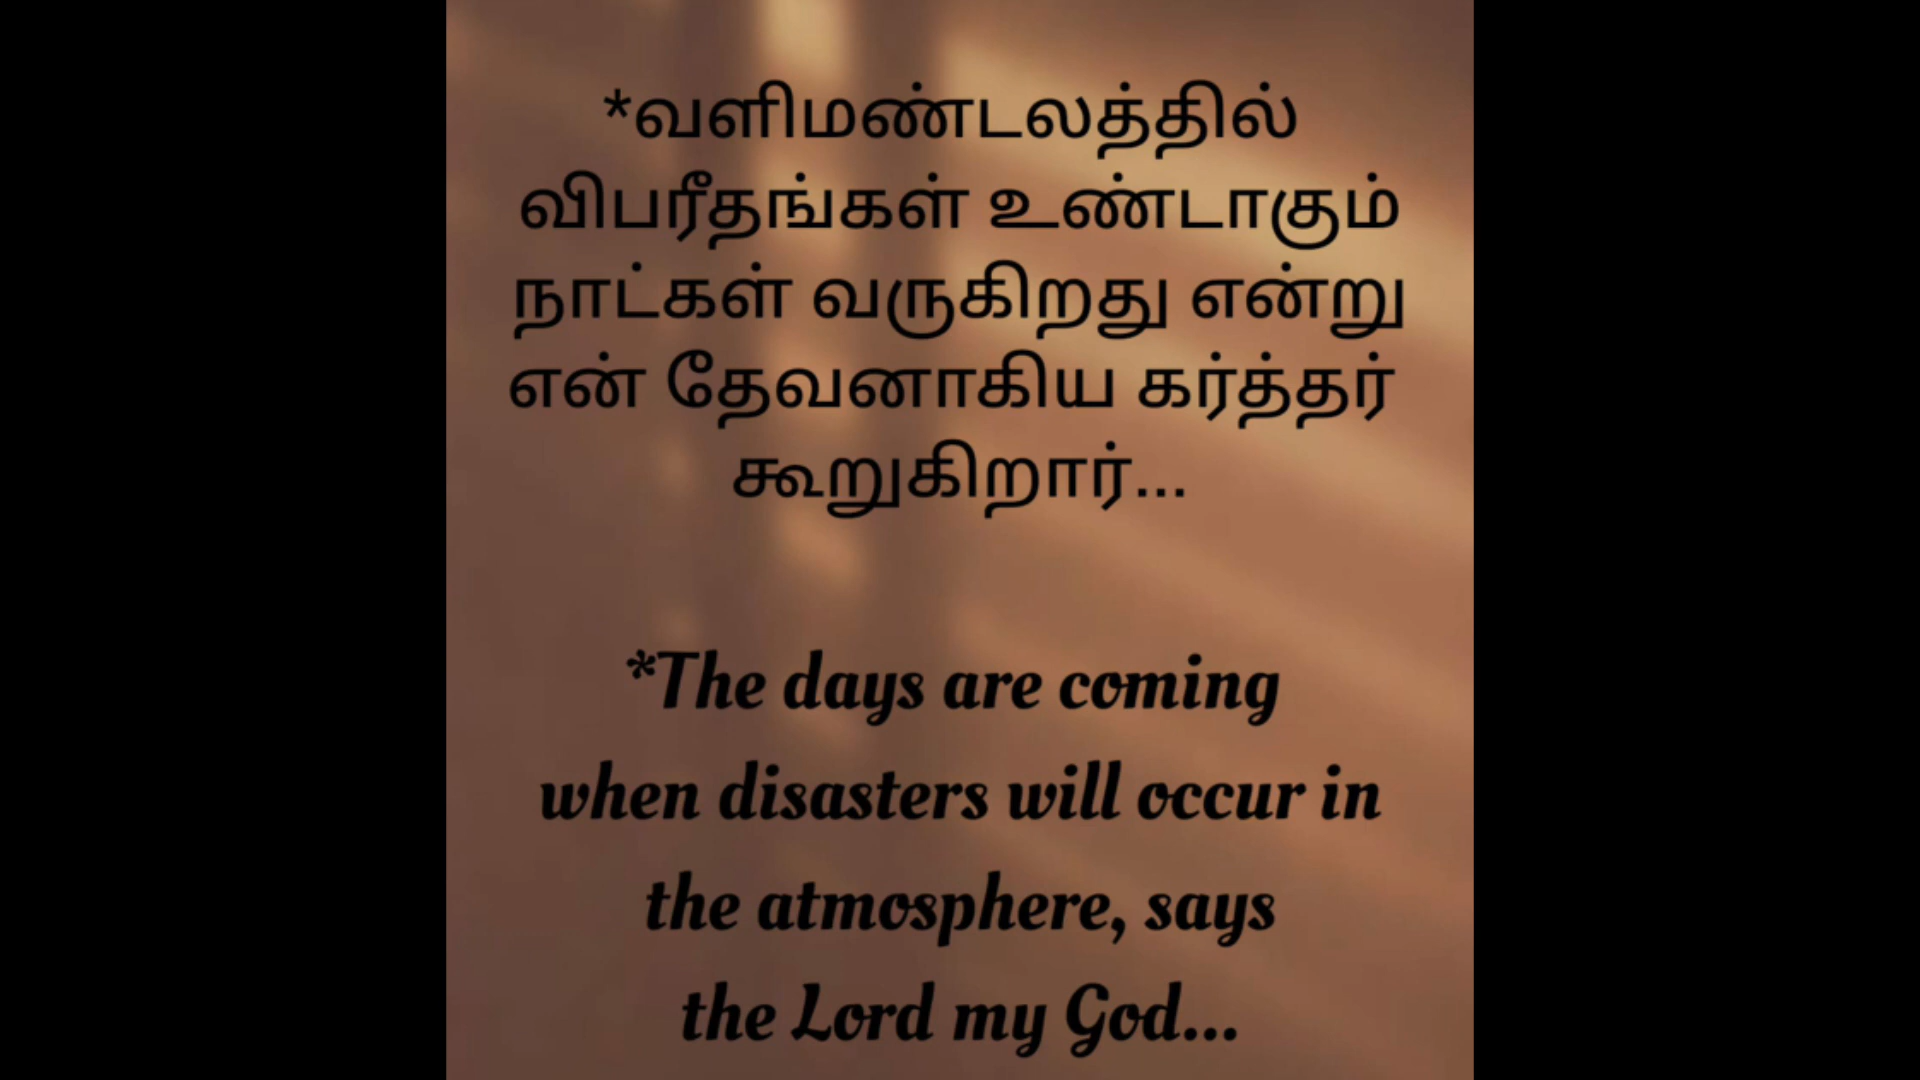 *வளிமண்டலத்தில்
விபரீதங்கள் உண்டாகும்
நாட்கள் வருகிறது என்று
என் தேவனாகிய கர்த்தர்
கூறுகிறார்...
*The days are coming
when disasters will occur in
the atmosphere, says
the Lord my God...